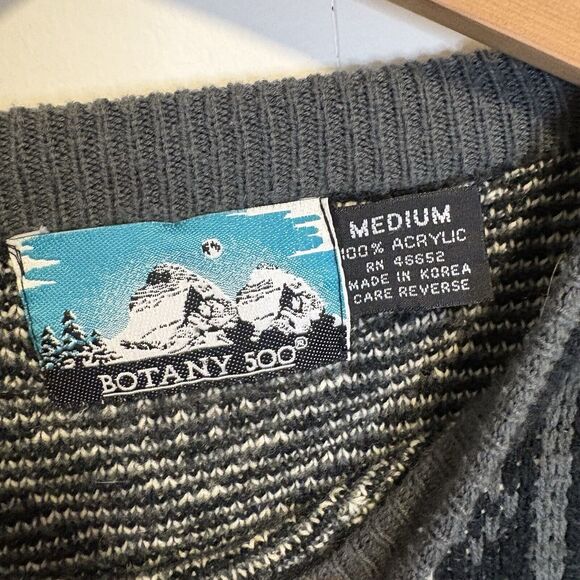 BOTANY 500®
MEDIUM
100% ACRYLIC
RN 46652
MADE IN KOREA
CARE REVERSE